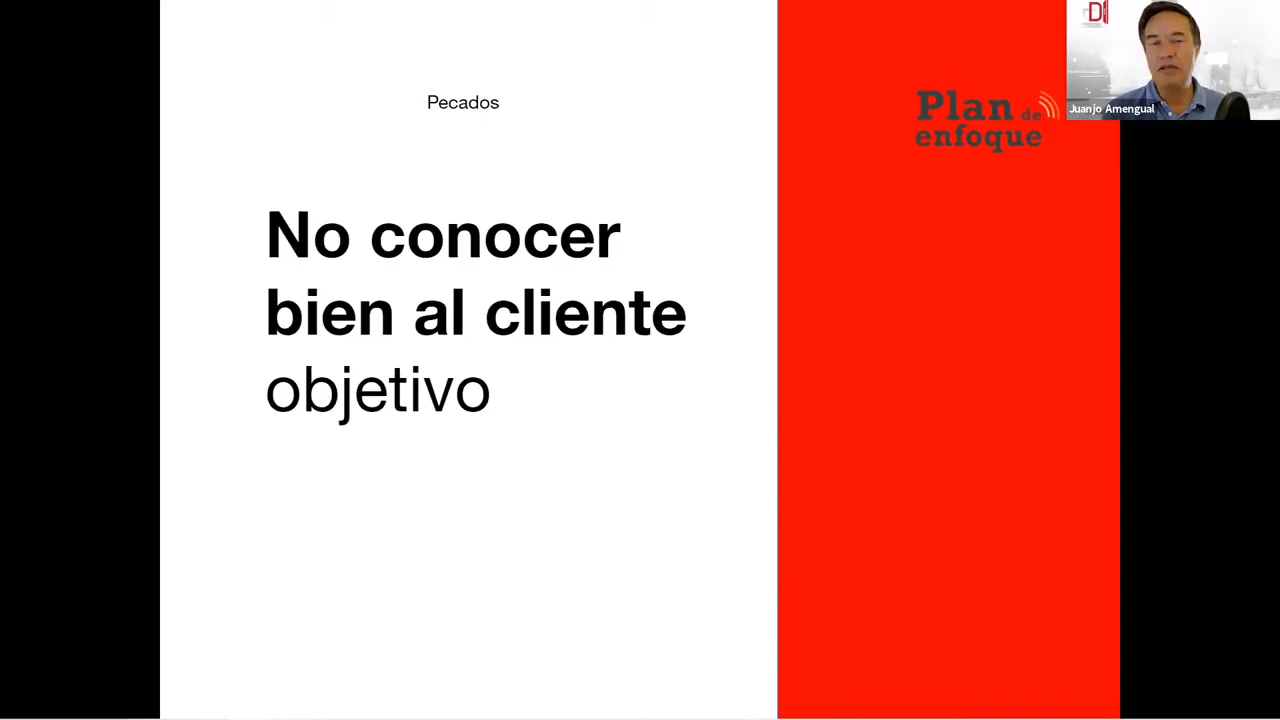 Pecados
No conocer
bien al cliente
objetivo
Plan de
enfoque
Juanjo Amengual